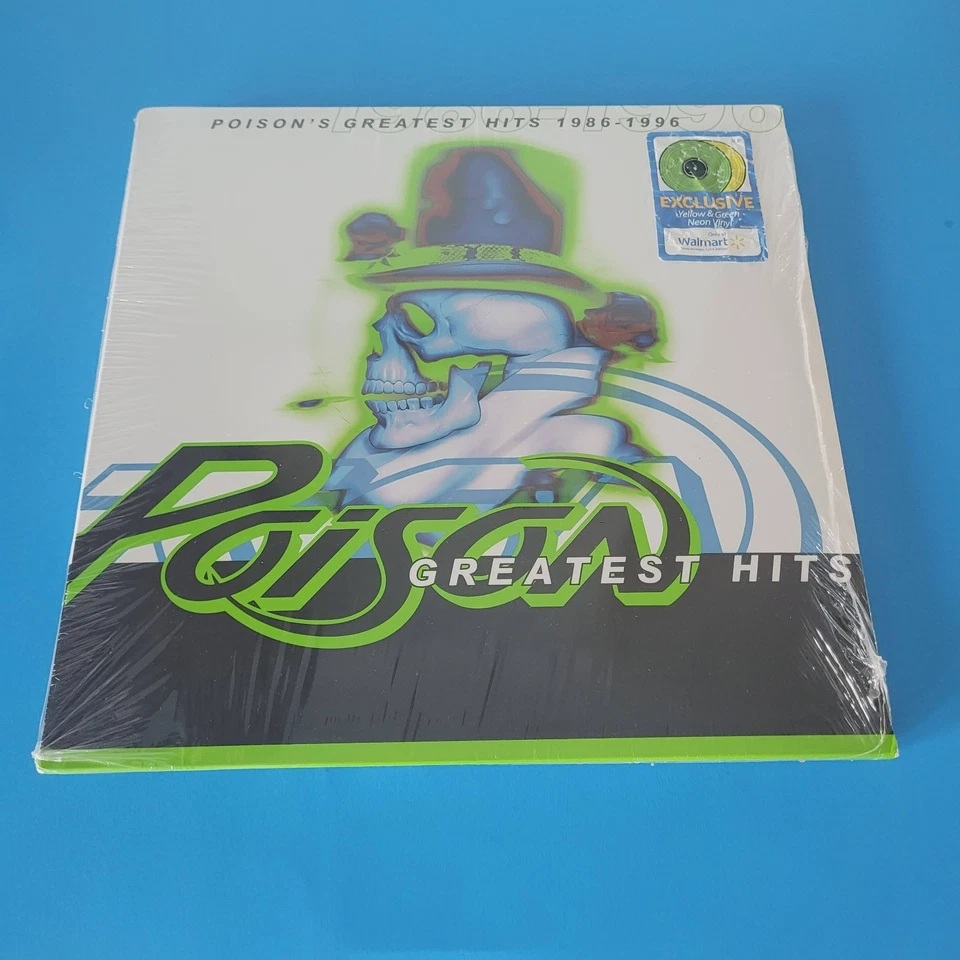 1986-1996
POISON'S GREATEST HITS 1986-1996
EXCLUSIVE
Yellow & Green
Neon Vinyl
Only at
Walmart
Poison
GREATEST HITS